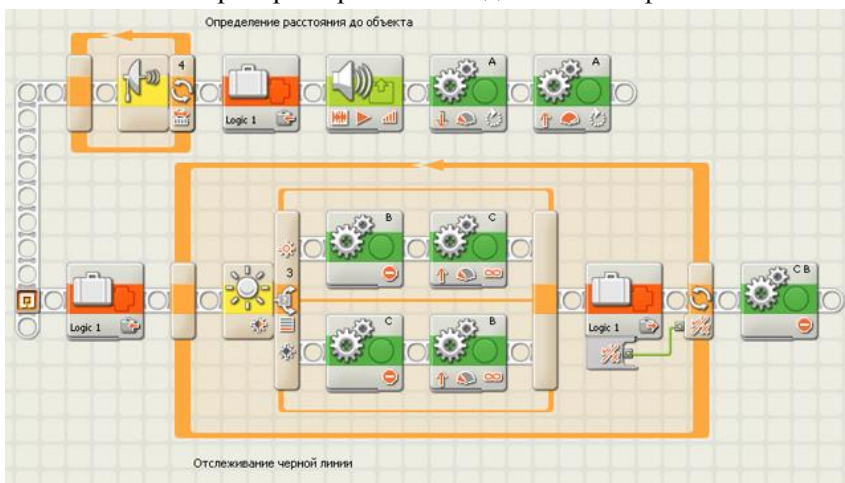 Определение расстояния до объекта
4
A
A
Logic 1
B
C
3
C B
Logic 1
Logic 1
C
B
Отслеживание черной линии